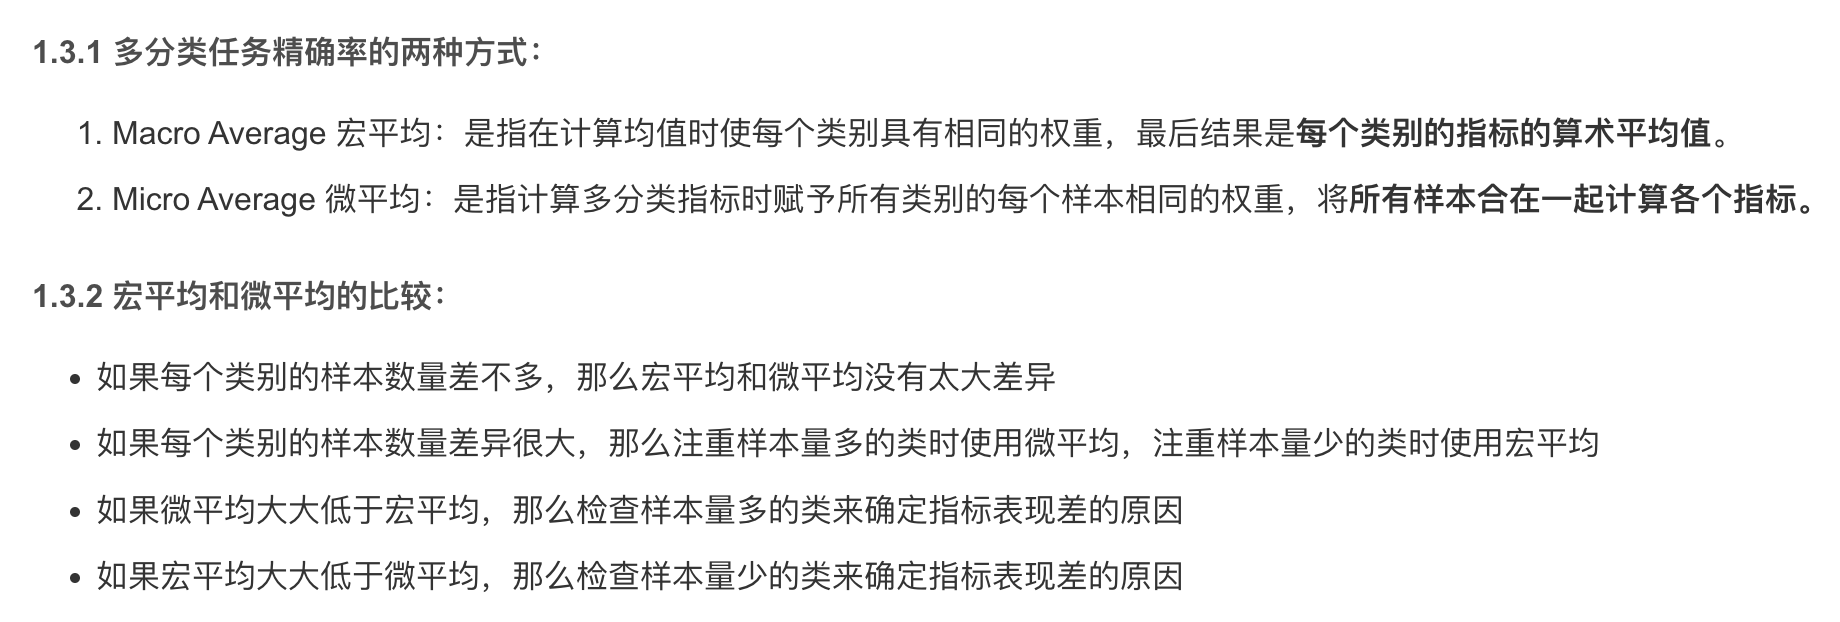 1.3.1 多分类任务精确率的两种方式：
1. Macro Average 宏平均：是指在计算均值时使每个类别具有相同的权重，最后结果是每个类别的指标的算术平均值。
2. Micro Average 微平均：是指计算多分类指标时赋予所有类别的每个样本相同的权重，将所有样本合在一起计算各个指标。
1.3.2 宏平均和微平均的比较：
• 如果每个类别的样本数量差不多，那么宏平均和微平均没有太大差异
• 如果每个类别的样本数量差异很大，那么注重样本量多的类时使用微平均，注重样本量少的类时使用宏平均
• 如果微平均大大低于宏平均，那么检查样本量多的类来确定指标表现差的原因
• 如果宏平均大大低于微平均，那么检查样本量少的类来确定指标表现差的原因